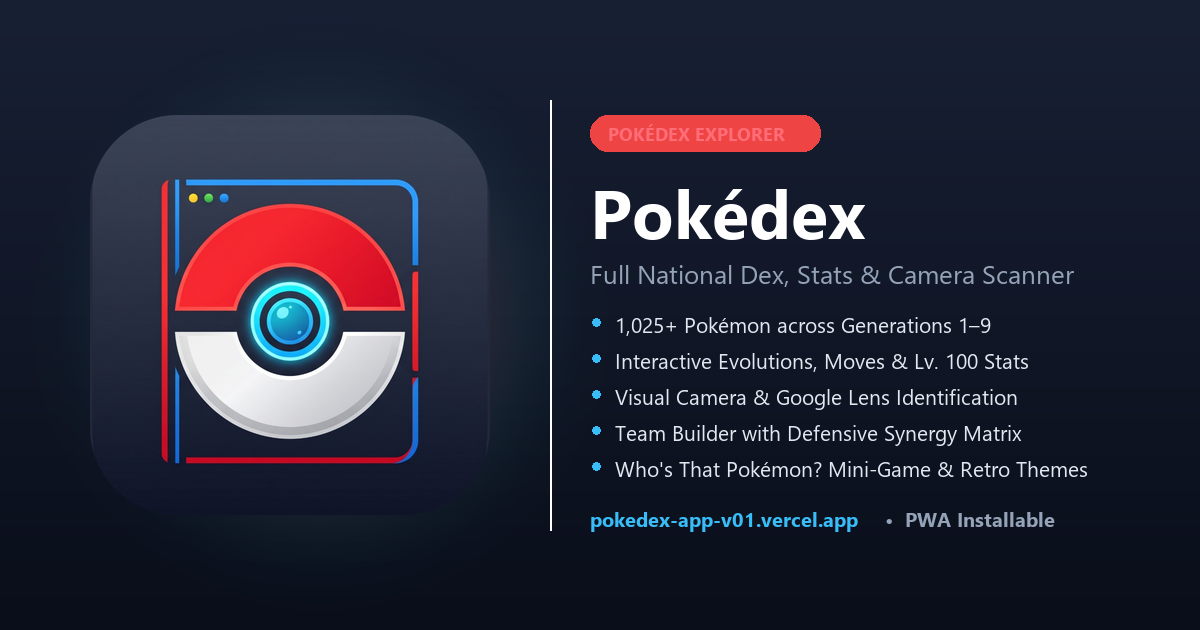 POKÉDEX EXPLORER
Pokédex
Full National Dex, Stats & Camera Scanner
1,025+ Pokémon across Generations 1–9
Interactive Evolutions, Moves & Lv. 100 Stats
Visual Camera & Google Lens Identification
Team Builder with Defensive Synergy Matrix
Who's That Pokémon? Mini-Game & Retro Themes
pokedex-app-v01.vercel.app • PWA Installable